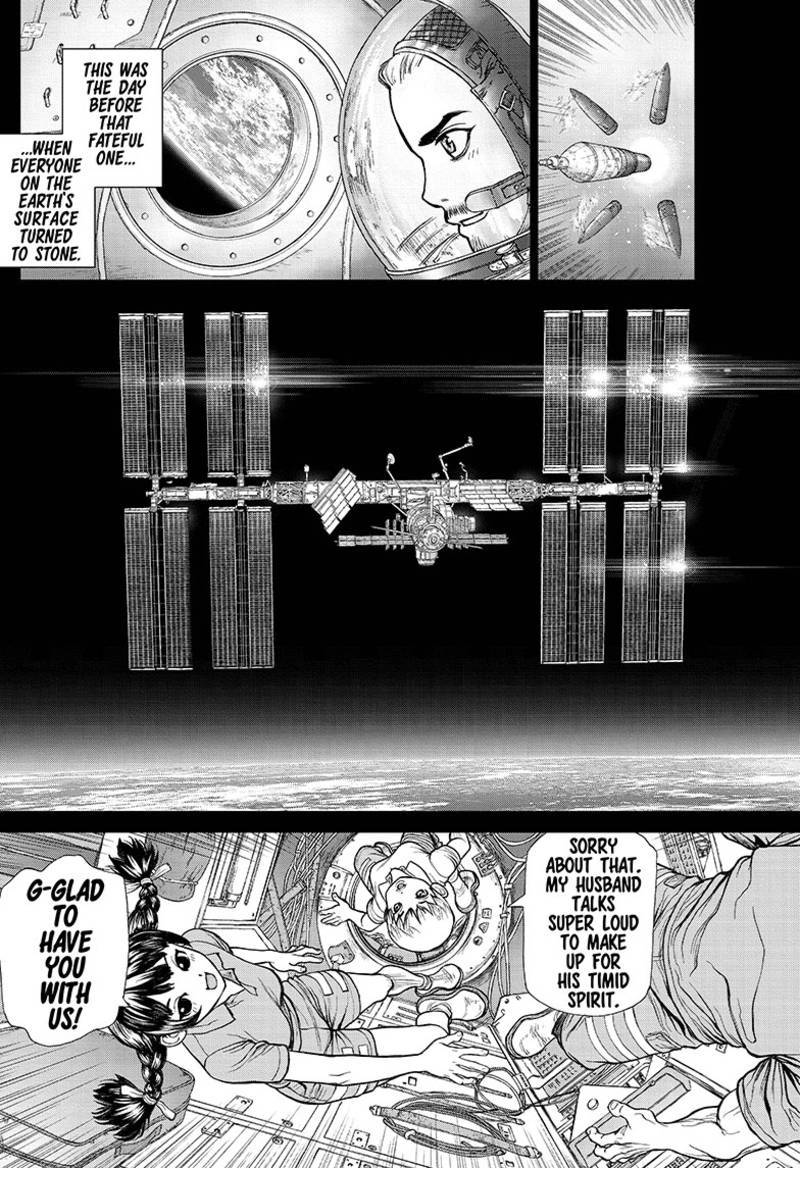 THIS WAS
THE DAY
BEFORE
THAT
FATEFUL
ONE...
...WHEN
EVERYONE
ON THE
EARTH'S
SURFACE
TURNED
TO STONE.
SORRY
ABOUT THAT.
MY HUSBAND
TALKS
SUPER LOUD
TO MAKE
UP FOR
HIS TIMID
SPIRIT.
G-GLAD
TO
HAVE
YOU
WITH
US!